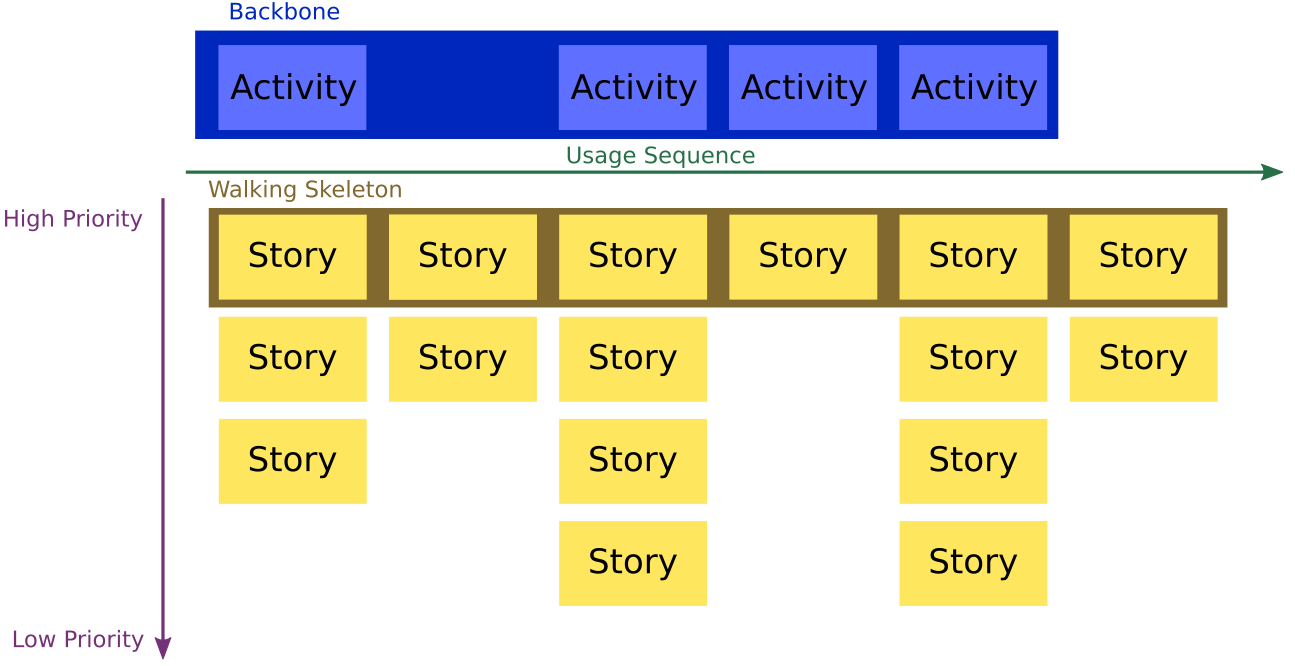 Backbone
Activity Activity Activity Activity
Usage Sequence
Walking Skeleton
High Priority
Story Story Story Story Story Story
Story Story Story Story Story
Story Story Story
Story Story
Low Priority